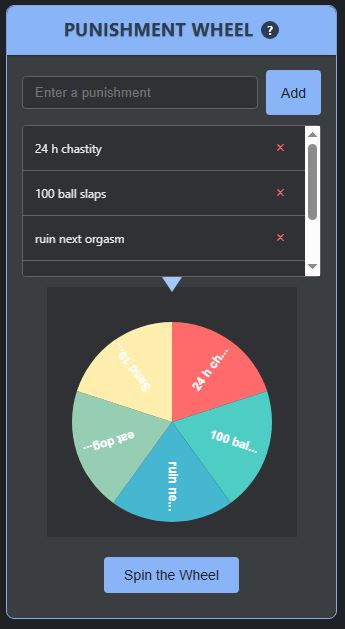 PUNISHMENT WHEEL ?
Enter a punishment
Add
24 h chastity ×
100 ball slaps ×
ruin next orgasm ×
24 h ch...
100 bal...
ruin ne...
eat dog...
Send 10...
Spin the Wheel